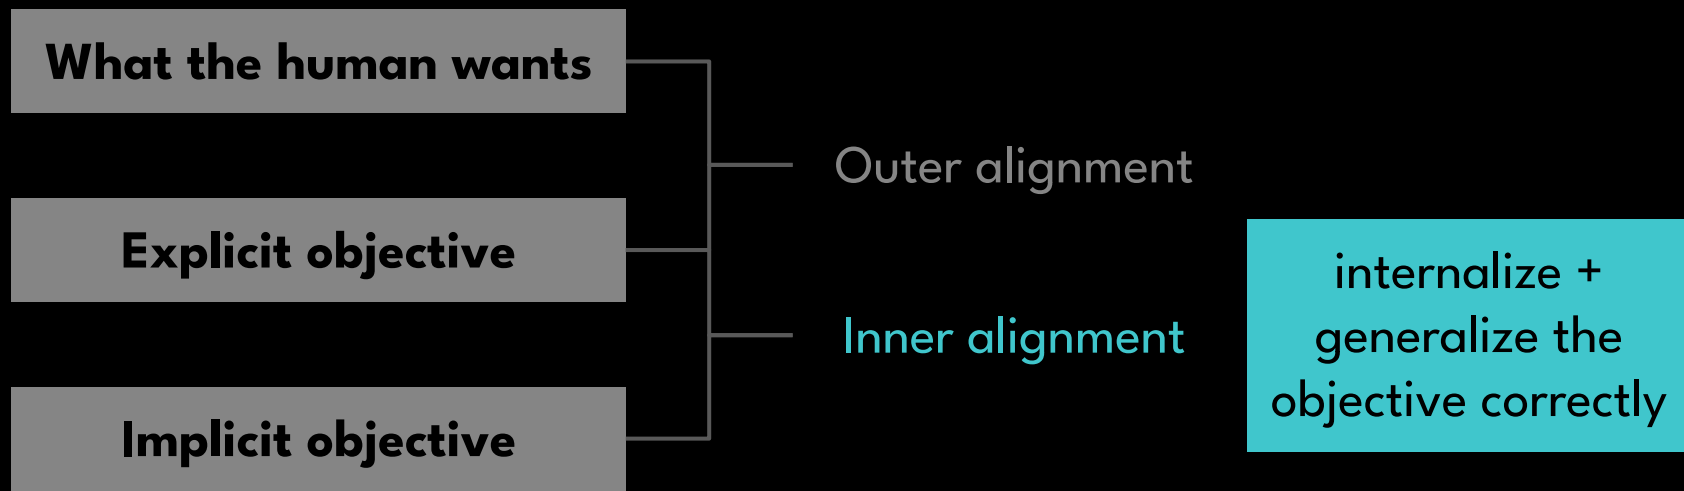 What the human wants
Outer alignment
Explicit objective
Inner alignment
internalize +
generalize the
objective correctly
Implicit objective